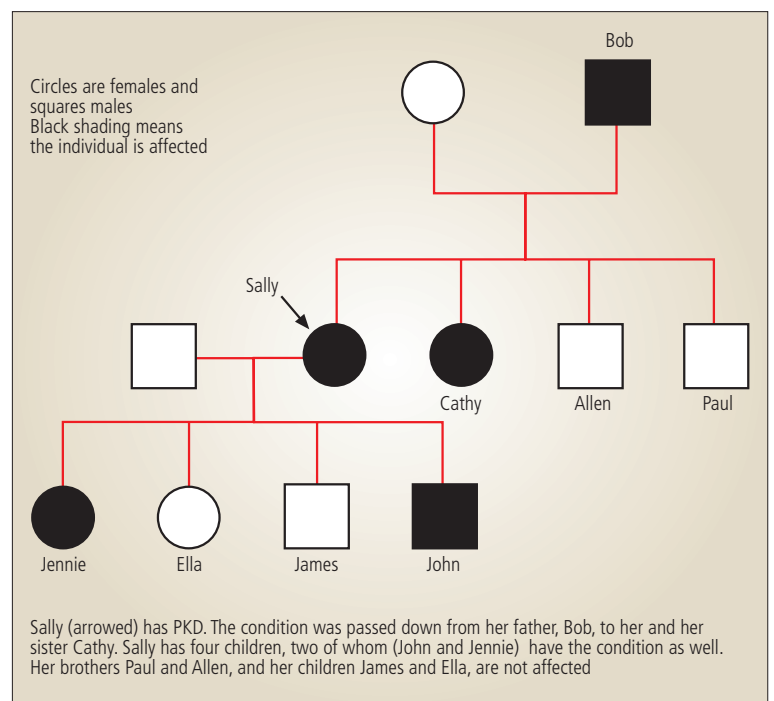 Bob
Circles are females and
squares males
Black shading means
the individual is affected
Sally
Cathy
Allen
Paul
Jennie
Ella
James
John
Sally (arrowed) has PKD. The condition was passed down from her father, Bob, to her and her
sister Cathy. Sally has four children, two of whom (John and Jennie) have the condition as well.
Her brothers Paul and Allen, and her children James and Ella, are not affected